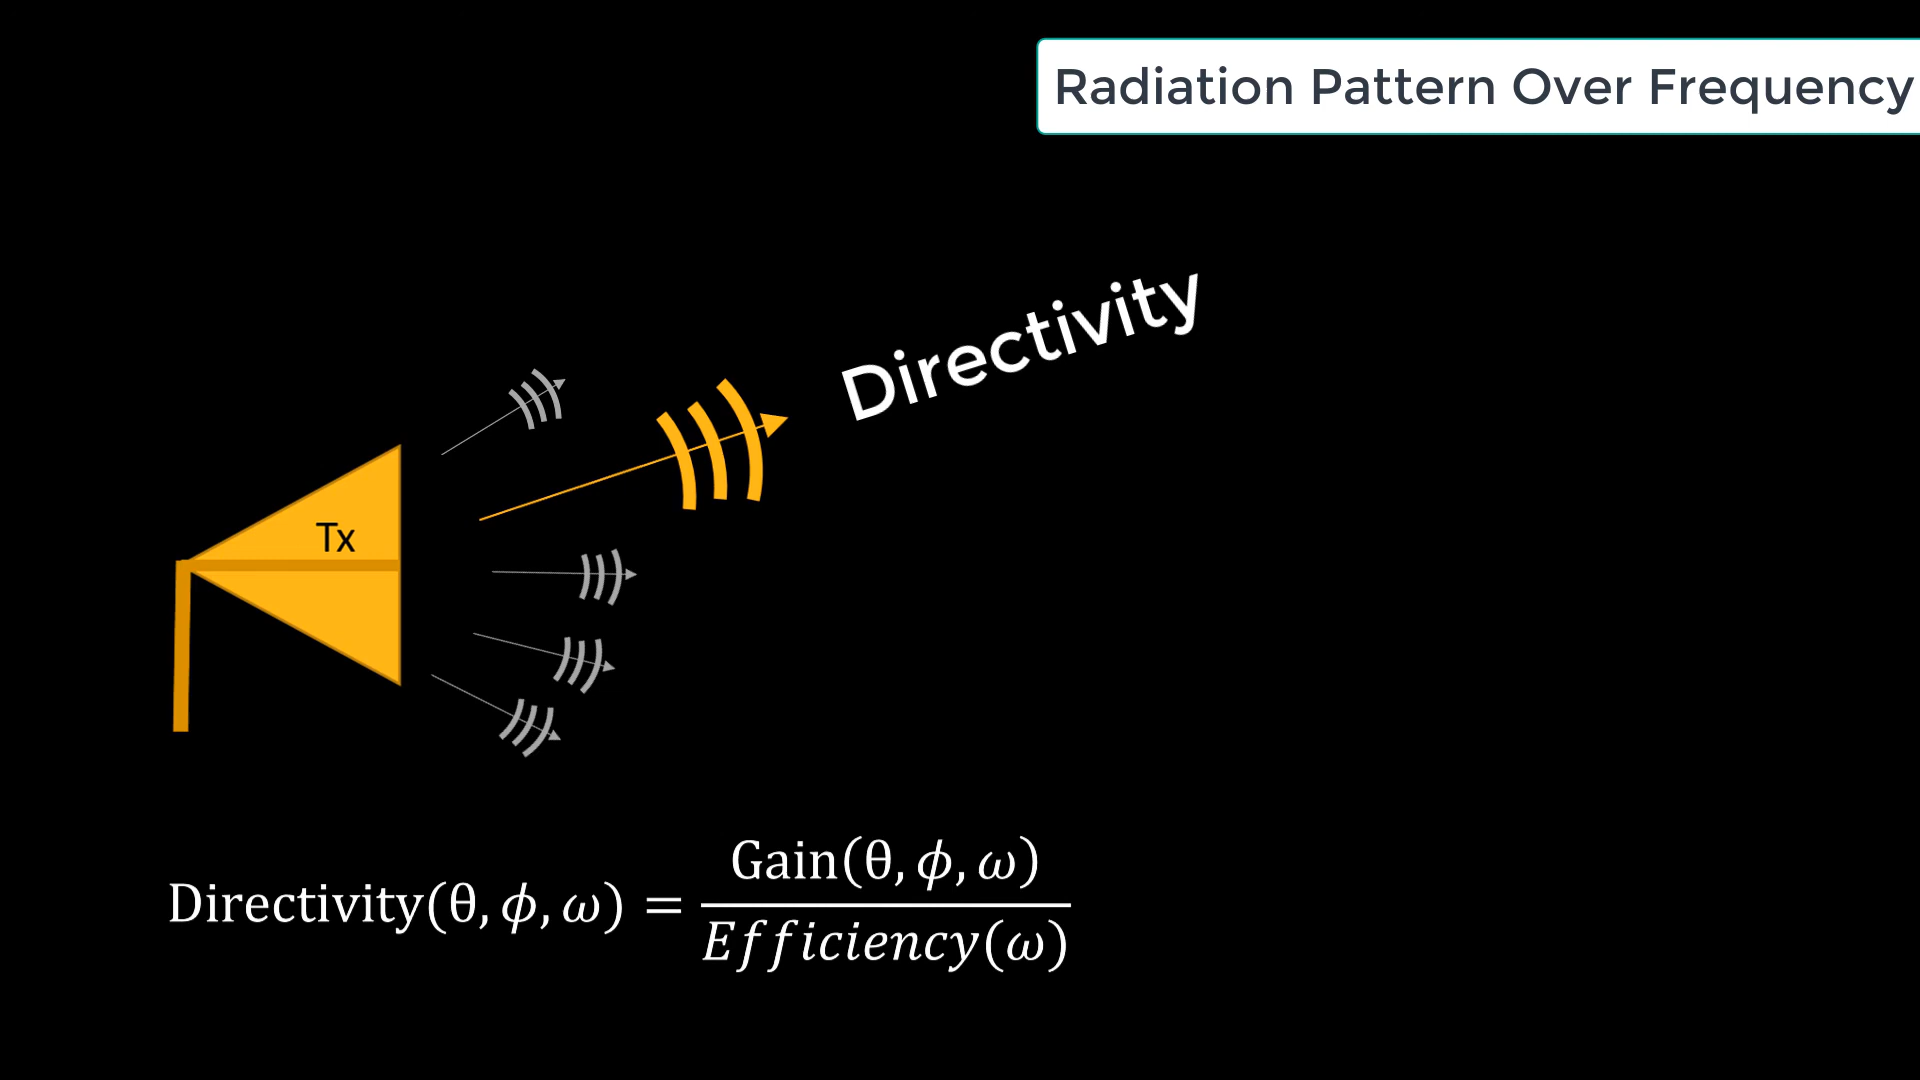 Radiation Pattern Over Frequency
Directivity
Tx
Directivity(θ, ϕ, ω) = Gain(θ, ϕ, ω) / Efficiency(ω)